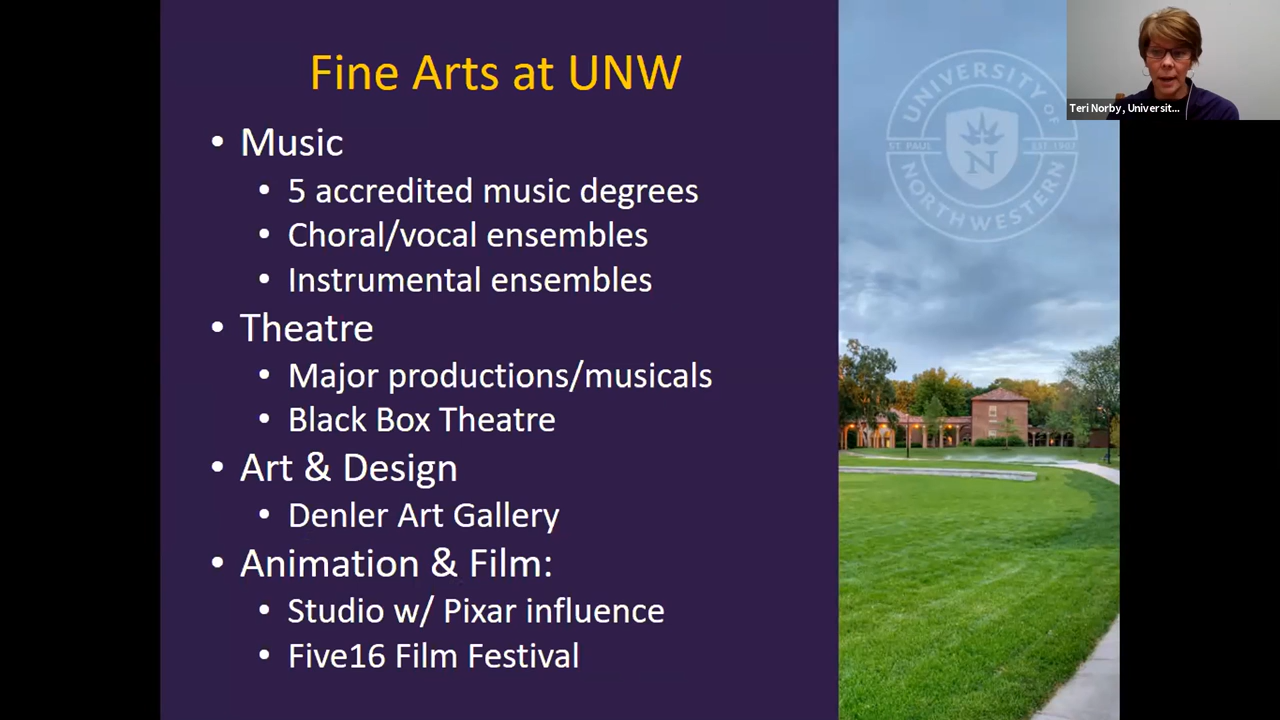 Fine Arts at UNW
• Music
• 5 accredited music degrees
• Choral/vocal ensembles
• Instrumental ensembles
• Theatre
• Major productions/musicals
• Black Box Theatre
• Art & Design
• Denler Art Gallery
• Animation & Film:
• Studio w/ Pixar influence
• Five16 Film Festival
UNIVERSITY OF
ST. PAUL
EST. 1902
N
NORTHWESTERN
Teri Norby, Universit...